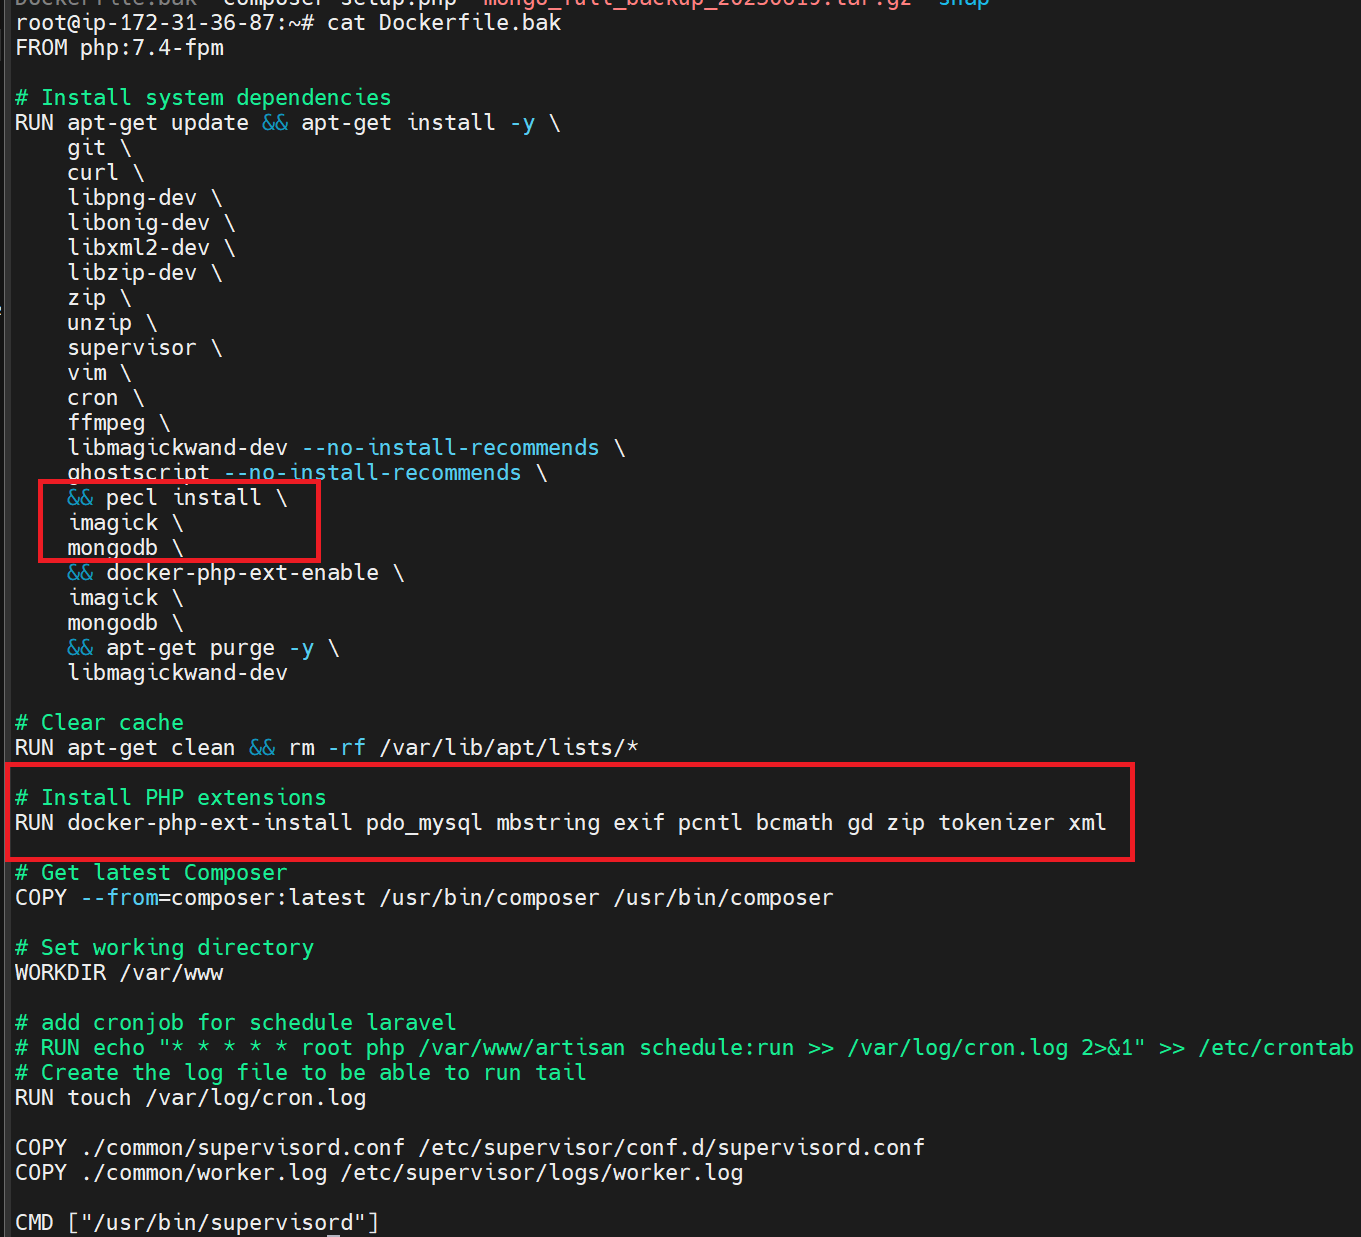 Dockerfile.bak  composer-setup.php  mongo_full_backup_20250619.tar.gz  snap
root@ip-172-31-36-87:~# cat Dockerfile.bak
FROM php:7.4-fpm
# Install system dependencies
RUN apt-get update && apt-get install -y \
git \
curl \
libpng-dev \
libonig-dev \
libxml2-dev \
libzip-dev \
zip \
unzip \
supervisor \
vim \
cron \
ffmpeg \
libmagickwand-dev --no-install-recommends \
ghostscript --no-install-recommends \
&& pecl install \
imagick \
mongodb \
&& docker-php-ext-enable \
imagick \
mongodb \
&& apt-get purge -y \
libmagickwand-dev
# Clear cache
RUN apt-get clean && rm -rf /var/lib/apt/lists/*
# Install PHP extensions
RUN docker-php-ext-install pdo_mysql mbstring exif pcntl bcmath gd zip tokenizer xml
# Get latest Composer
COPY --from=composer:latest /usr/bin/composer /usr/bin/composer
# Set working directory
WORKDIR /var/www
# add cronjob for schedule laravel
# RUN echo "* * * * * root php /var/www/artisan schedule:run >> /var/log/cron.log 2>&1" >> /etc/crontab
# Create the log file to be able to run tail
RUN touch /var/log/cron.log
COPY ./common/supervisord.conf /etc/supervisor/conf.d/supervisord.conf
COPY ./common/worker.log /etc/supervisor/logs/worker.log
CMD ["/usr/bin/supervisord"]